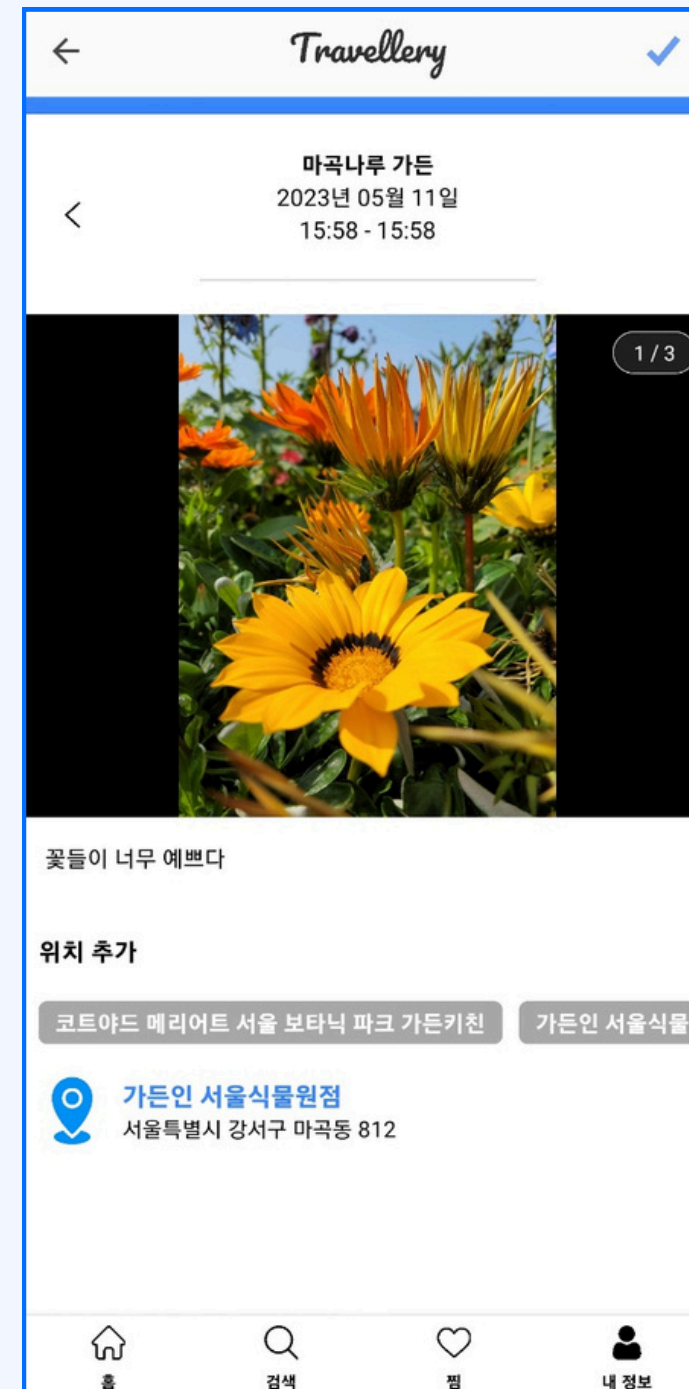 Travellery
마곡나루 가든
2023년 05월 11일
15:58 - 15:58
1 / 3
꽃들이 너무 예쁘다
위치 추가
코트야드 메리어트 서울 보타닉 파크 가든키친
가든인 서울식물
가든인 서울식물원점
서울특별시 강서구 마곡동 812
홈
검색
찜
내 정보